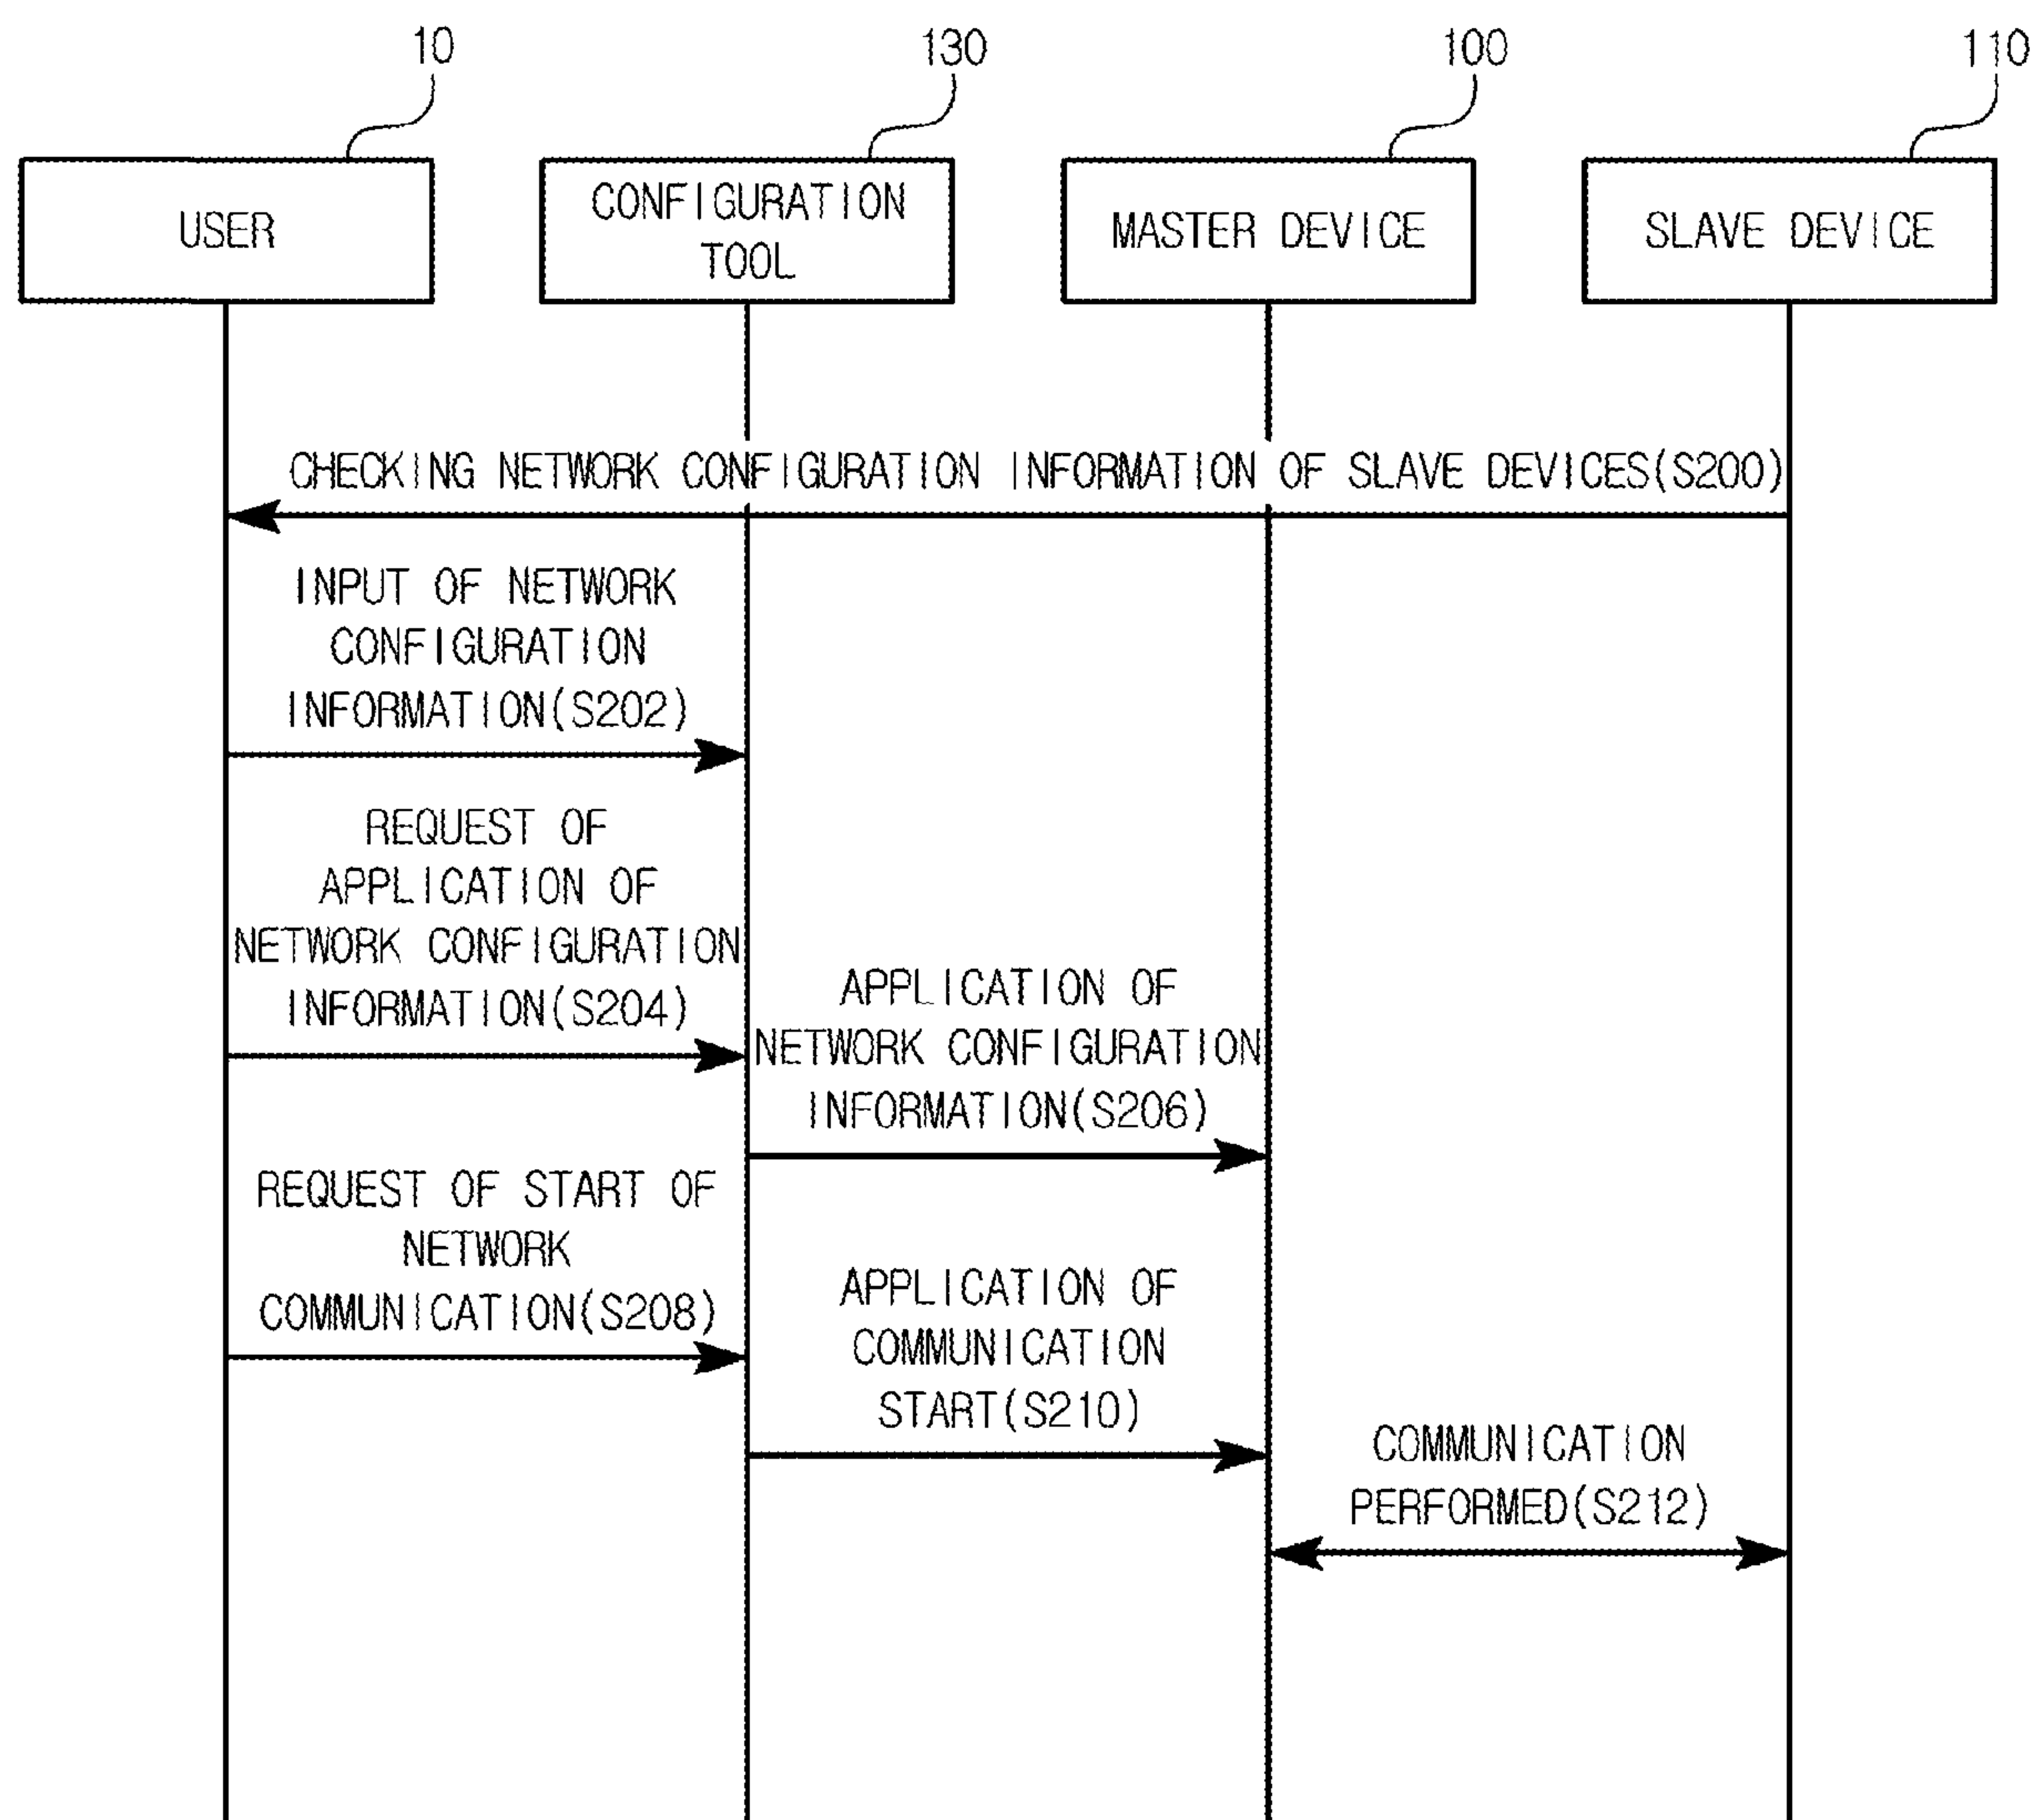 10
130
100
110
USER
CONFIGURATION
TOOL
MASTER DEVICE
SLAVE DEVICE
CHECKING NETWORK CONFIGURATION INFORMATION OF SLAVE DEVICES(S200)
INPUT OF NETWORK
CONFIGURATION
INFORMATION(S202)
REQUEST OF
APPLICATION OF
NETWORK CONFIGURATION
INFORMATION(S204)
APPLICATION OF
NETWORK CONFIGURATION
INFORMATION(S206)
REQUEST OF START OF
NETWORK
COMMUNICATION(S208)
APPLICATION OF
COMMUNICATION
START(S210)
COMMUNICATION
PERFORMED(S212)